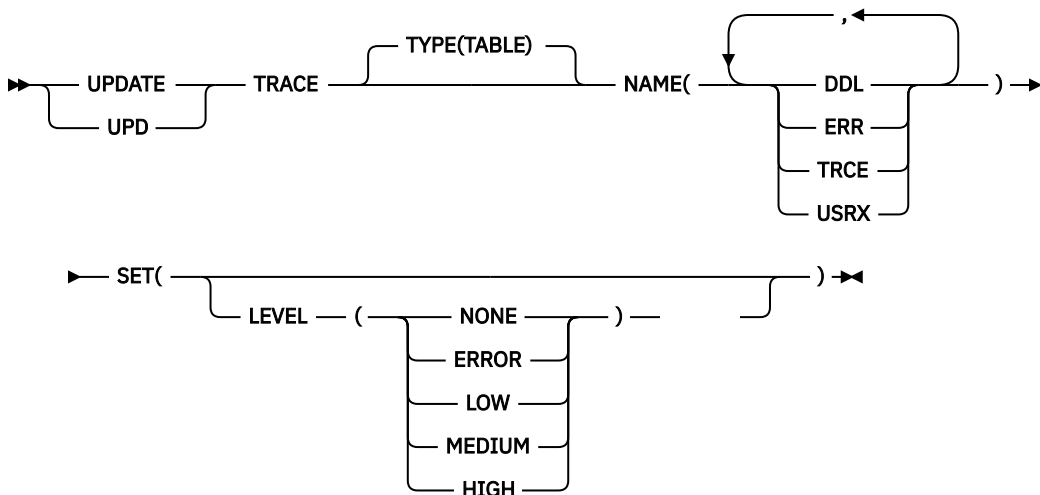 ,
TYPE(TABLE)
UPDATE TRACE NAME( DDL )
UPD ERR
TRCE
USRX
SET( )
LEVEL ( NONE )
ERROR
LOW
MEDIUM
HIGH